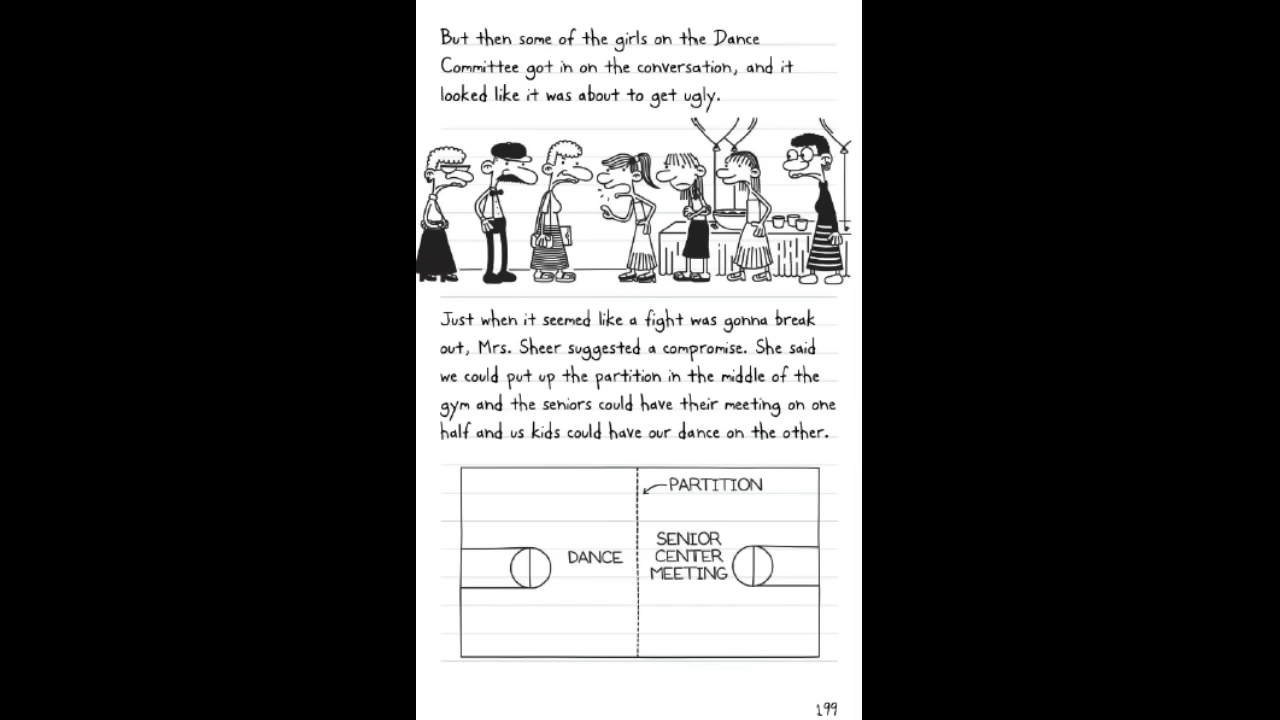 But then some of the girls on the Dance
Committee got in on the conversation, and it
looked like it was about to get ugly.
Just when it seemed like a fight was gonna break
out, Mrs. Sheer suggested a compromise. She said
we could put up the partition in the middle of the
gym and the seniors could have their meeting on one
half and us kids could have our dance on the other.
PARTITION
DANCE
SENIOR
CENTER
MEETING
199